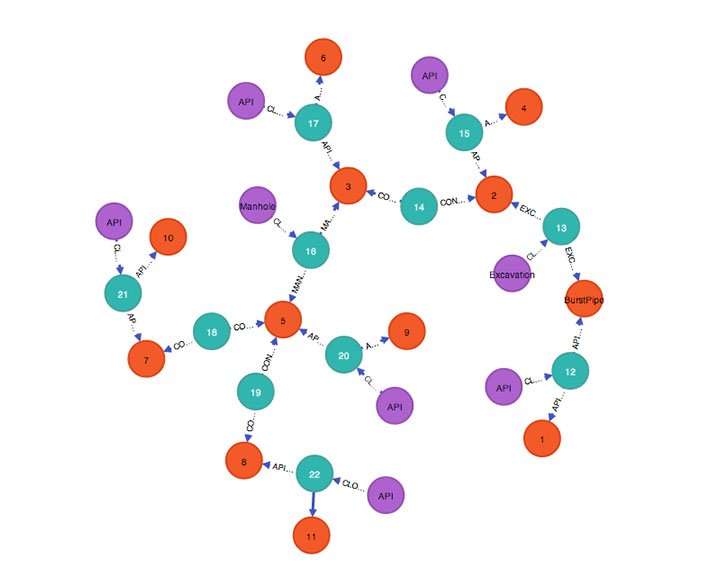 6
API
API
CL...
A...
C...
4
17
15
A...
API...
AP...
3
CO...
14
CON...
2
Manhole
CL...
MA...
EXC...
13
API
10
16
CL...
EXC...
CL...
API...
Excavation
21
MAN...
BurstPipe
AP...
5
18
CO...
AP...
9
A...
CO...
20
API...
7
CON...
CL...
12
19
API
API
CL...
API...
CO...
1
8
API...
22
CLO...
API
11